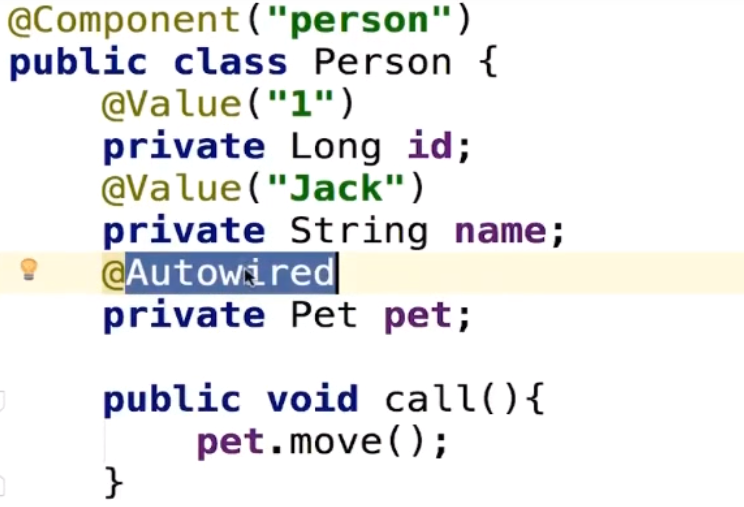 @Component("person")
public class Person {
    @Value("1")
    private Long id;
    @Value("Jack")
    private String name;
    @Autowired
    private Pet pet;

    public void call(){
        pet.move();
    }